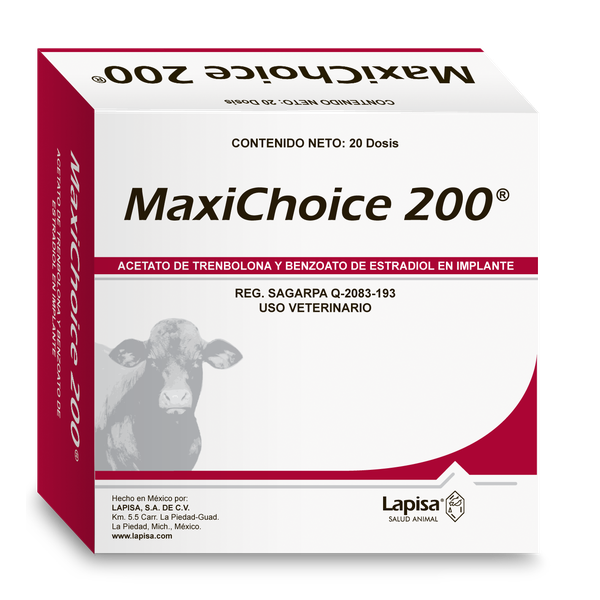 MaxiChoice 200®
CONTENIDO NETO: 20 Dosis
MaxiChoice 200®
ACETATO DE TRENBOLONA Y BENZOATO DE
ESTRADIOL EN IMPLANTE
CONTENIDO NETO: 20 Dosis
MaxiChoice 200®
ACETATO DE TRENBOLONA Y BENZOATO DE ESTRADIOL EN IMPLANTE
REG. SAGARPA Q-2083-193
USO VETERINARIO
Hecho en México por:
LAPISA, S.A. DE C.V.
Km. 5.5 Carr. La Piedad-Guad.
La Piedad, Mich., México.
www.lapisa.com
Lapisa®
SALUD ANIMAL